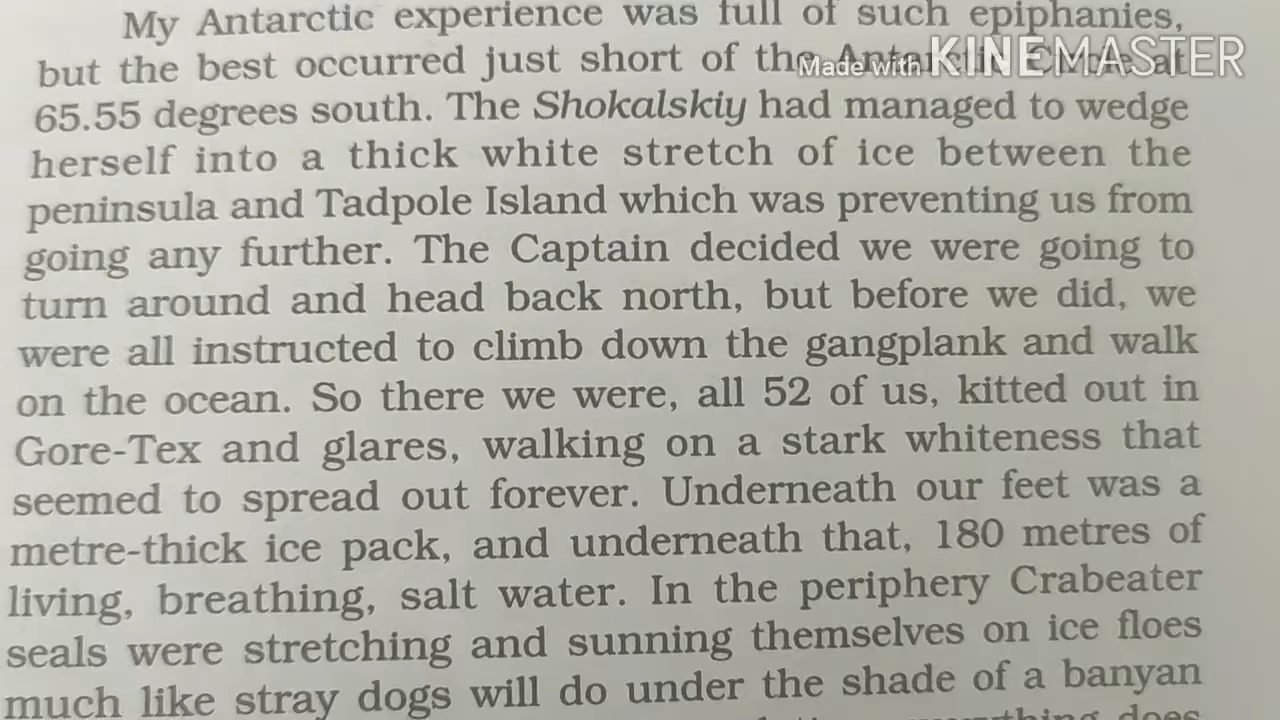 My Antarctic experience was full of such epiphanies,
but the best occurred just short of the Antarctic Circle at
Made with KINEMASTER
65.55 degrees south. The Shokalskiy had managed to wedge
herself into a thick white stretch of ice between the
peninsula and Tadpole Island which was preventing us from
going any further. The Captain decided we were going to
turn around and head back north, but before we did, we
were all instructed to climb down the gangplank and walk
on the ocean. So there we were, all 52 of us, kitted out in
Gore-Tex and glares, walking on a stark whiteness that
seemed to spread out forever. Underneath our feet was a
metre-thick ice pack, and underneath that, 180 metres of
living, breathing, salt water. In the periphery Crabeater
seals were stretching and sunning themselves on ice floes
much like stray dogs will do under the shade of a banyan
does